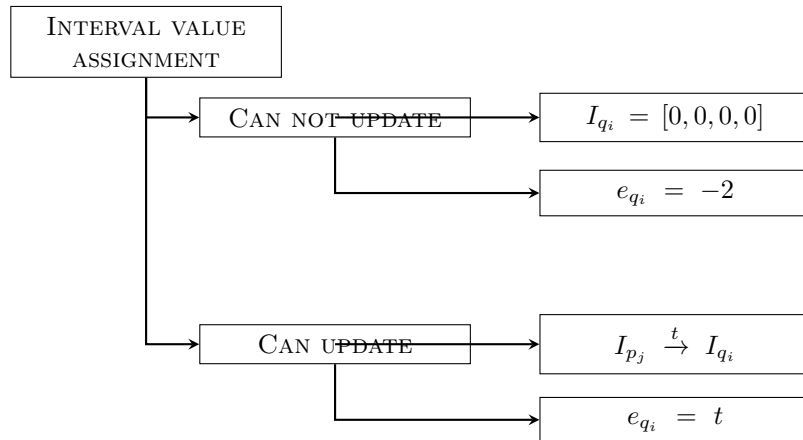 INTERVAL VALUE
ASSIGNMENT
CAN NOT UPDATE
I_{q_i} = [0, 0, 0, 0]
e_{q_i} = −2
CAN UPDATE
I_{p_j} \xrightarrow{t} I_{q_i}
e_{q_i} = t